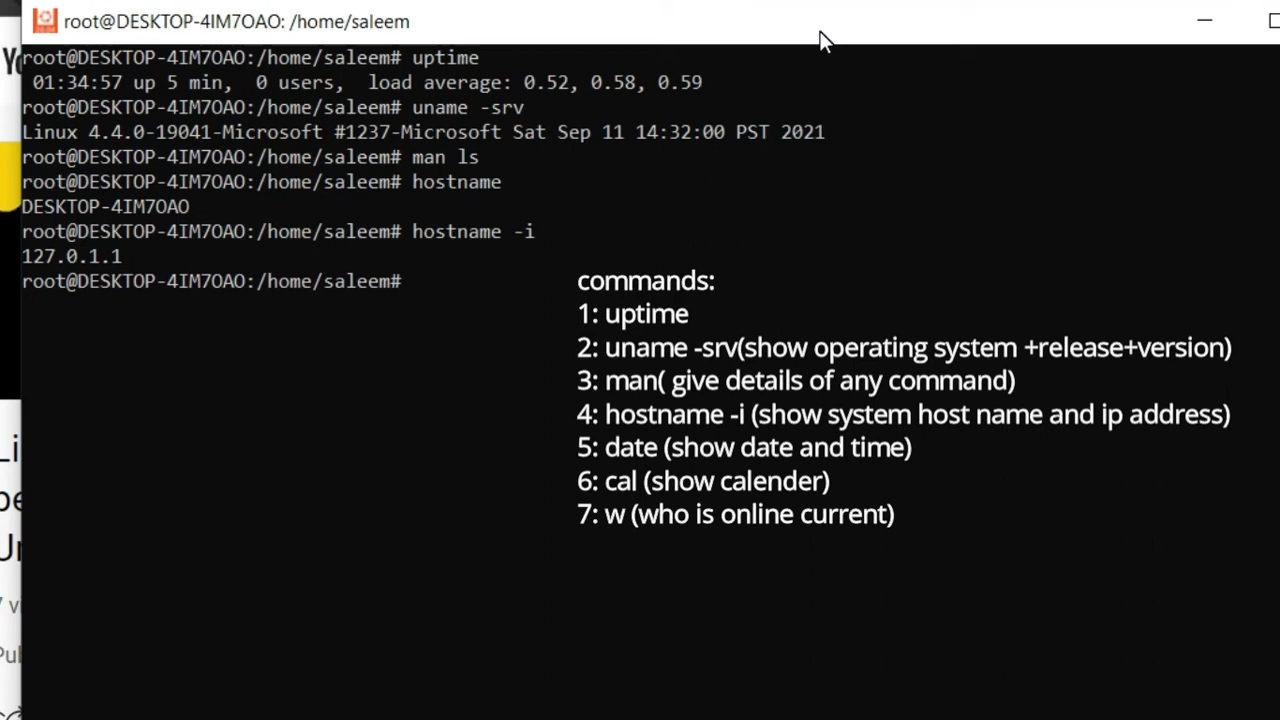 root@DESKTOP-4IM7OAO: /home/saleem
root@DESKTOP-4IM7OAO:/home/saleem# uptime
01:34:57 up 5 min,  0 users,  load average: 0.52, 0.58, 0.59
root@DESKTOP-4IM7OAO:/home/saleem# uname -srv
Linux 4.4.0-19041-Microsoft #1237-Microsoft Sat Sep 11 14:32:00 PST 2021
root@DESKTOP-4IM7OAO:/home/saleem# man ls
root@DESKTOP-4IM7OAO:/home/saleem# hostname
DESKTOP-4IM7OAO
root@DESKTOP-4IM7OAO:/home/saleem# hostname -i
127.0.1.1
root@DESKTOP-4IM7OAO:/home/saleem#
commands:
1: uptime
2: uname -srv(show operating system +release+version)
3: man( give details of any command)
4: hostname -i (show system host name and ip address)
5: date (show date and time)
6: cal (show calender)
7: w (who is online current)